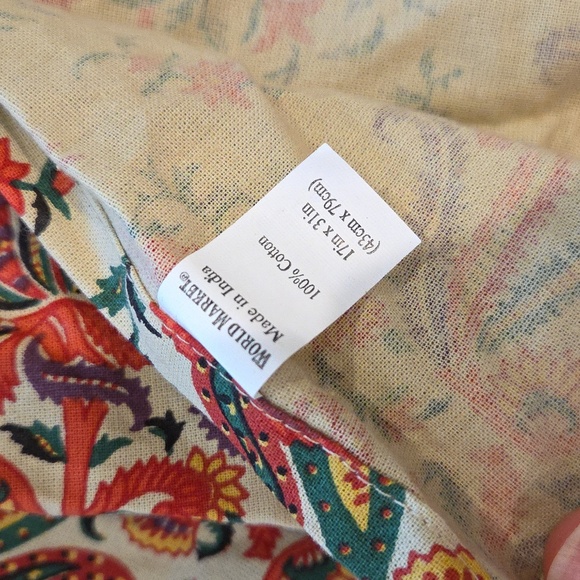 WORLD MARKET®
Made in India
100% Cotton
17in x 31in
(43cm x 79cm)